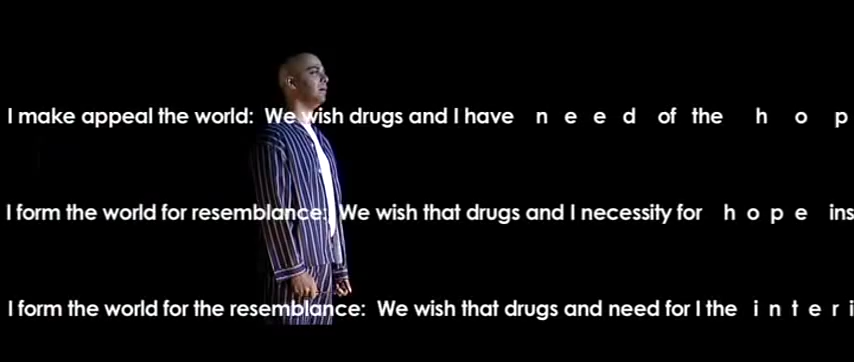 I make appeal the world: We wish drugs and I have n e e d of the h o p
I form the world for resemblance: We wish that drugs and I necessity for h o p e ins
I form the world for the resemblance: We wish that drugs and need for I the i n t e r i